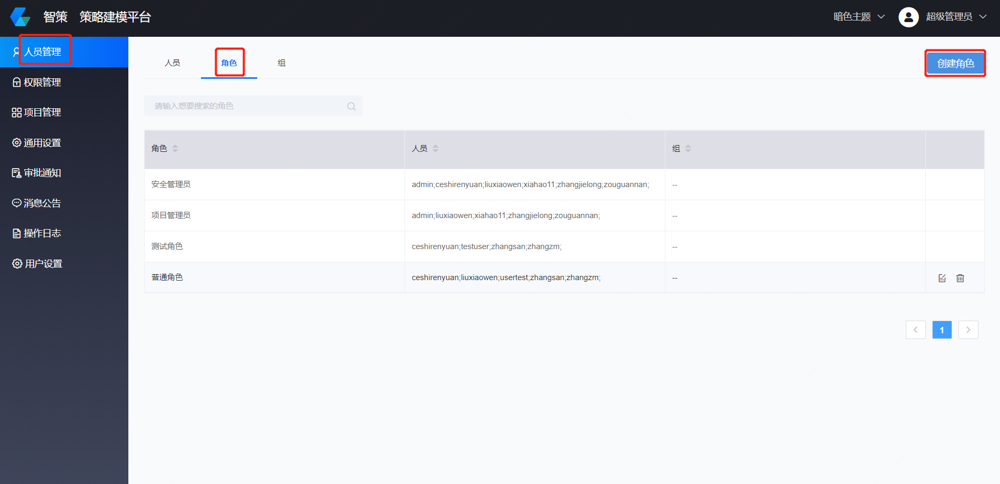 智策 策略建模平台
暗色主题
超级管理员
人员管理
权限管理
项目管理
通用设置
审批通知
消息公告
操作日志
用户设置
人员 角色 组
创建角色
请输入想要搜索的角色
角色 人员 组
安全管理员 admin;ceshirenyuan;liuxiaowen;xiahao11;zhangjielong;zouguannan; --
项目管理员 admin;liuxiaowen;xiahao11;zhangjielong;zouguannan; --
测试角色 ceshirenyuan;testuser;zhangsan;zhangzm; --
普通角色 ceshirenyuan;liuxiaowen;usertest;zhangsan;zhangzm; --
1